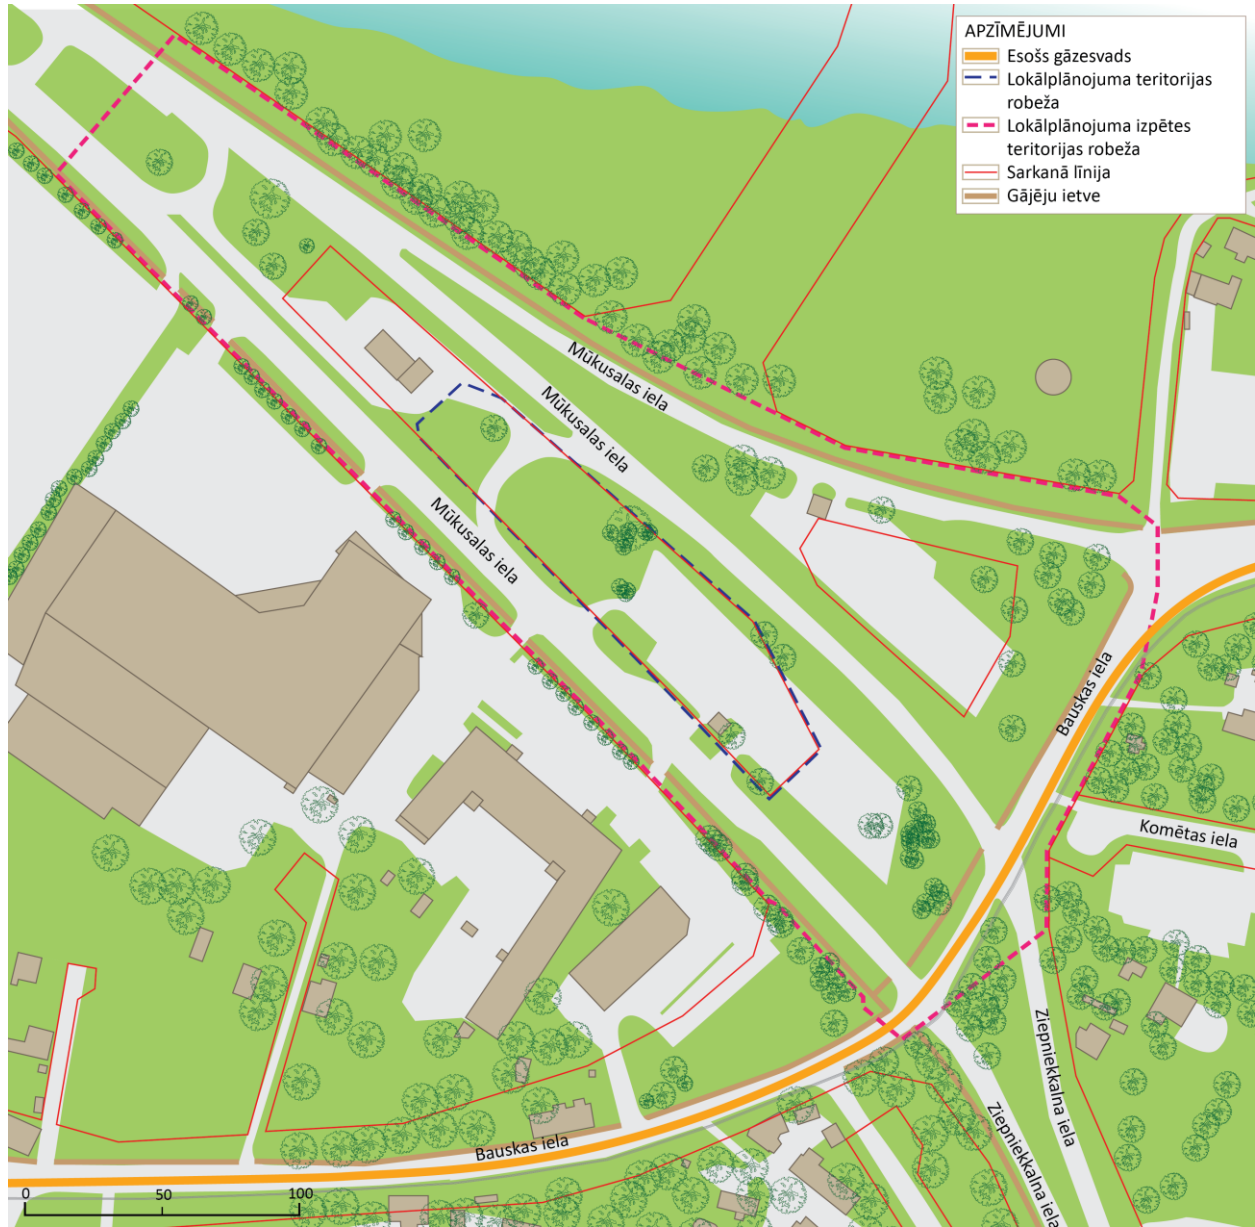 APZĪMĒJUMI
Esošs gāzesvads
Lokālplānojuma teritorijas
robeža
Lokālplānojuma izpētes
teritorijas robeža
Sarkanā līnija
Gājēju ietve
Mūkusalas iela
Mūkusalas iela
Mūkusalas iela
Bauskas iela
Komētas iela
Ziepniekkalna iela
Ziepniekkalna iela
Bauskas iela
0 50 100